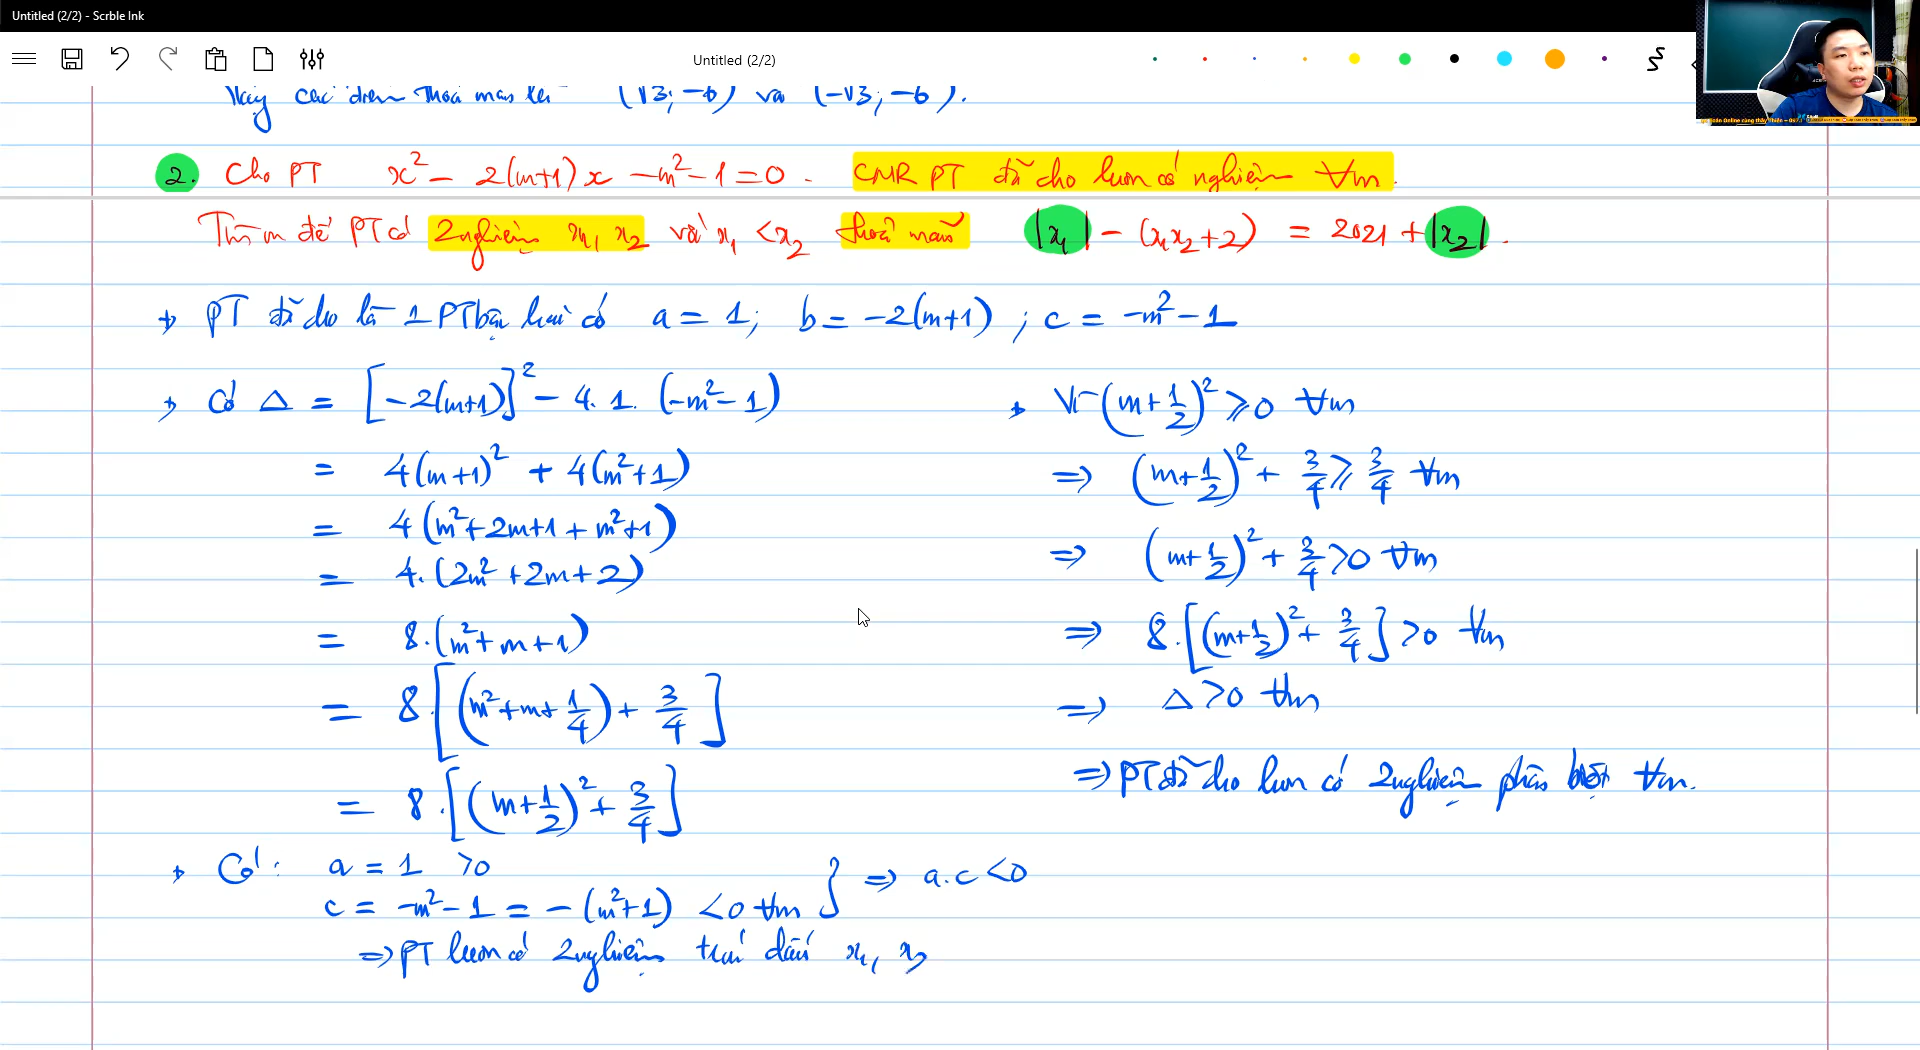 Untitled (2/2) - Scrble Ink
Untitled (2/2)
Vậy các điểm thoả mãn là (√3; -6) và (-√3; -6).
2. Cho PT x² - 2(m+1)x - m² - 1 = 0. CMR PT đã cho luôn có nghiệm ∀m.
Tìm m để PT có 2 nghiệm x₁, x₂ với x₁ < x₂ thoả mãn |x₁| - (x₁x₂+2) = 2021 + |x₂|.
+ PT đã cho là 1 PT bậc hai có a = 1; b = -2(m+1); c = -m² - 1
+ Có Δ = [-2(m+1)]² - 4.1.(-m² - 1)
= 4(m+1)² + 4(m²+1)
= 4(m²+2m+1+m²+1)
= 4.(2m²+2m+2)
= 8.(m²+m+1)
= 8.[(m²+m+1/4)+3/4]
= 8.[(m+1/2)²+3/4]
+ Vì (m+1/2)² ⩾ 0 ∀m
=> (m+1/2)² + 3/4 ⩾ 3/4 ∀m
=> (m+1/2)² + 3/4 > 0 ∀m
=> 8.[(m+1/2)² + 3/4] > 0 ∀m
=> Δ > 0 ∀m
=> PT đã cho luôn có 2 nghiệm phân biệt ∀m.
+ Có: a = 1 > 0
c = -m² - 1 = -(m²+1) < 0 ∀m } => a.c < 0
=> PT luôn có 2 nghiệm trái dấu x₁, x₂